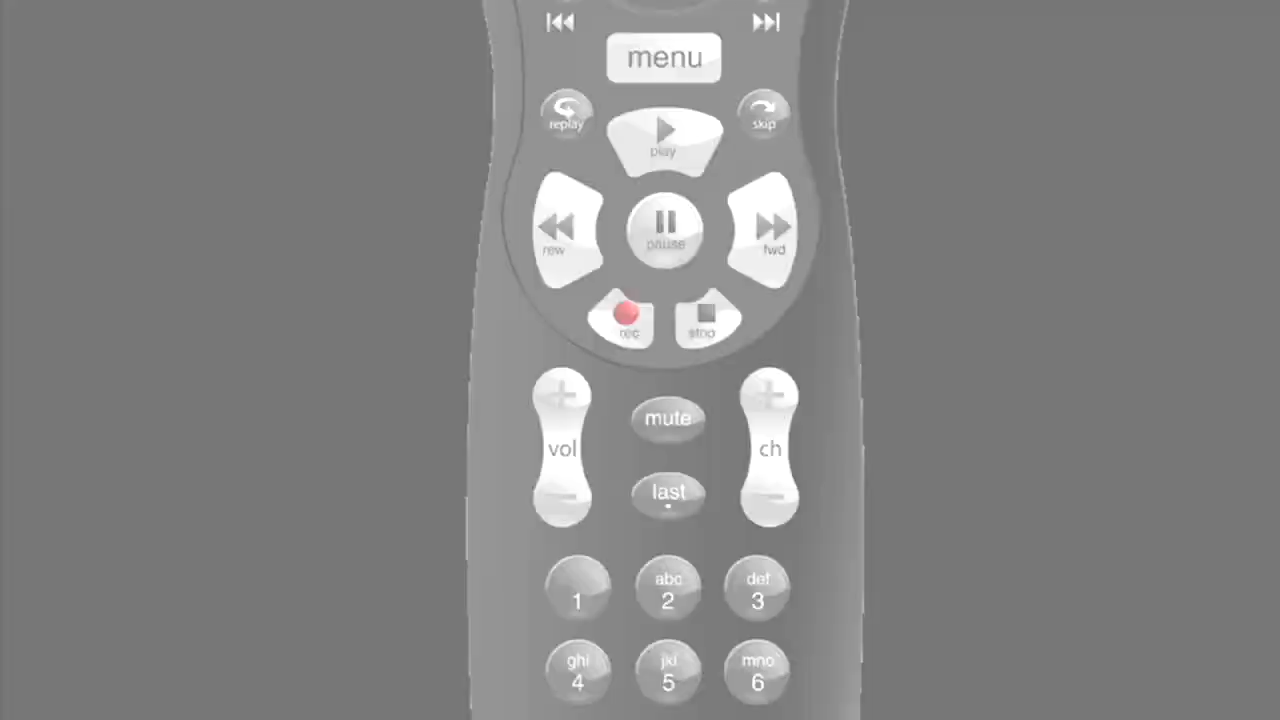 menu
replay
skip
play
rew
pause
fwd
rec
stop
vol
mute
ch
last
1
abc
2
def
3
ghi
4
jkl
5
mno
6